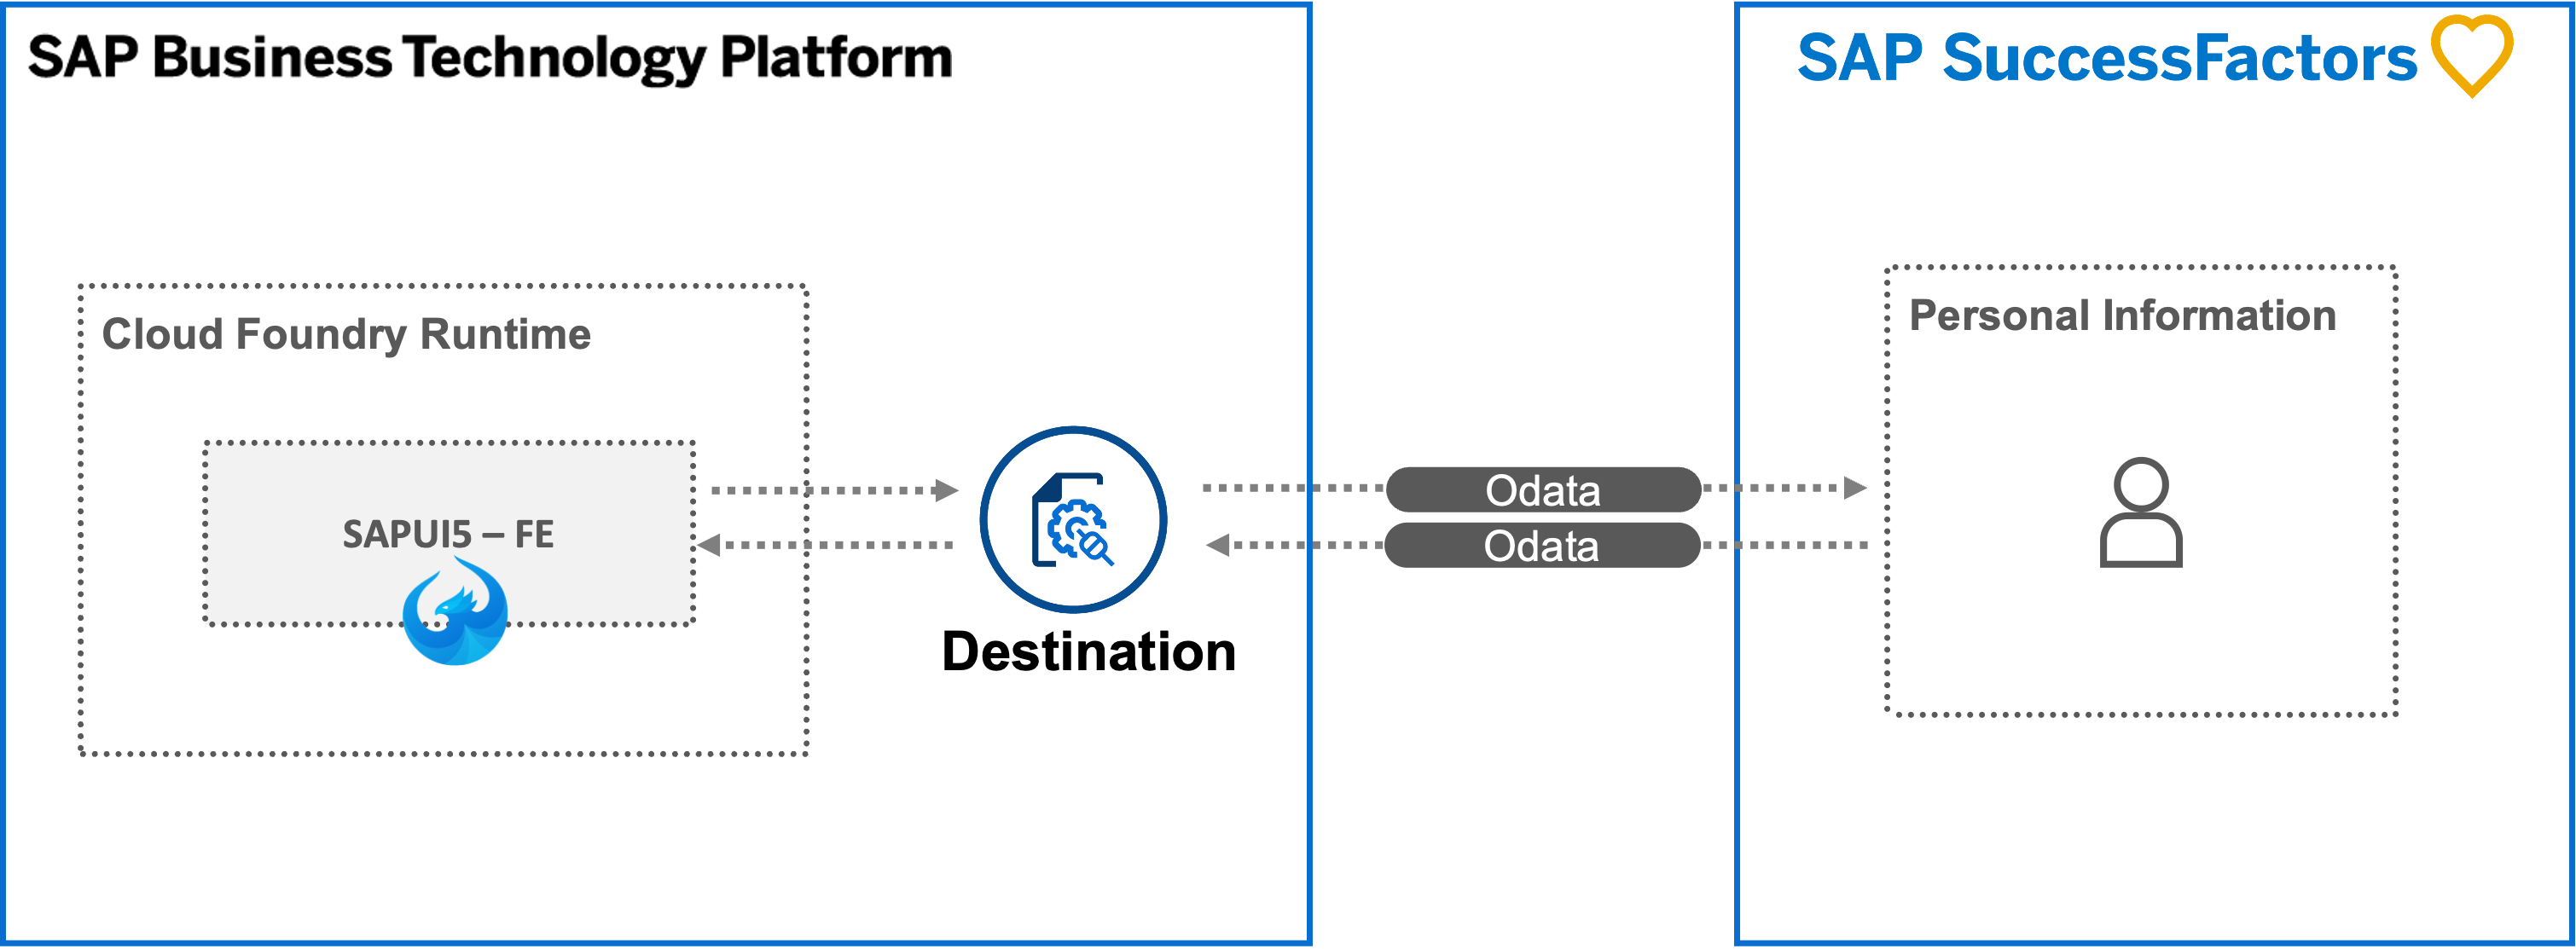 SAP Business Technology Platform
SAP SuccessFactors
Cloud Foundry Runtime
Personal Information
SAPUI5 – FE
Odata
Odata
Destination